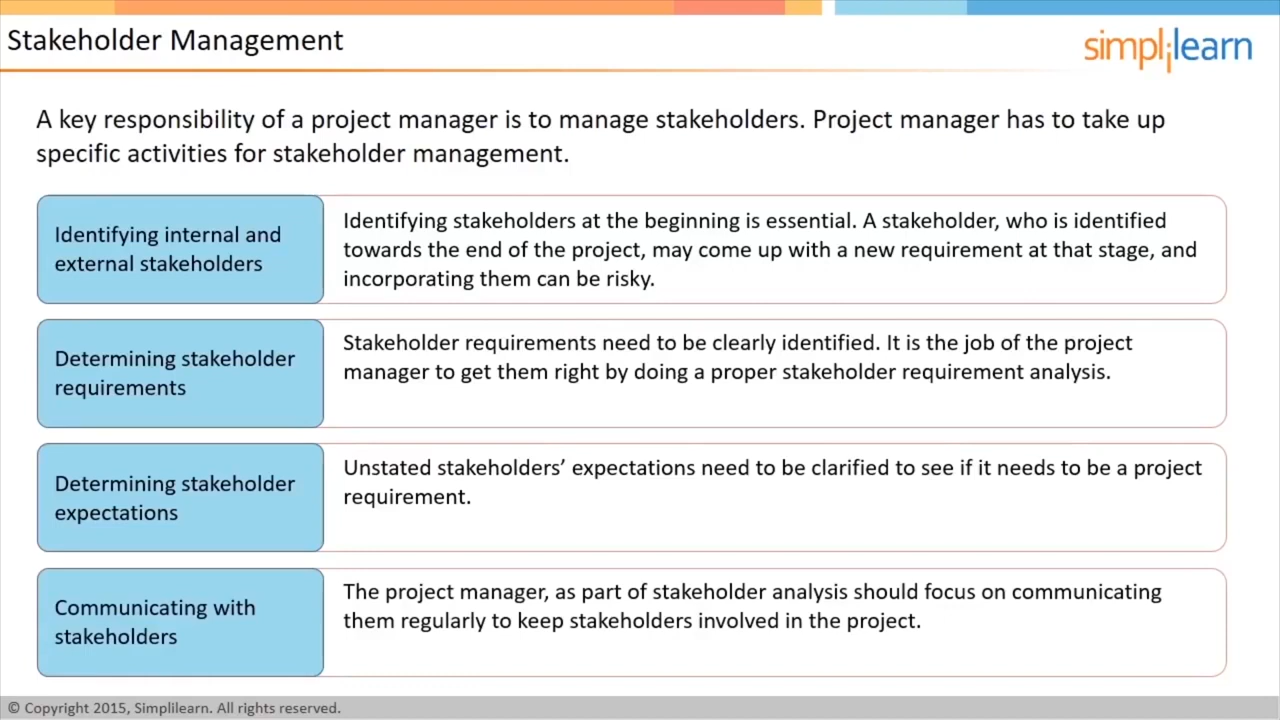 Stakeholder Management
simplilearn
A key responsibility of a project manager is to manage stakeholders. Project manager has to take up
specific activities for stakeholder management.
Identifying internal and
external stakeholders
Identifying stakeholders at the beginning is essential. A stakeholder, who is identified
towards the end of the project, may come up with a new requirement at that stage, and
incorporating them can be risky.
Determining stakeholder
requirements
Stakeholder requirements need to be clearly identified. It is the job of the project
manager to get them right by doing a proper stakeholder requirement analysis.
Determining stakeholder
expectations
Unstated stakeholders’ expectations need to be clarified to see if it needs to be a project
requirement.
Communicating with
stakeholders
The project manager, as part of stakeholder analysis should focus on communicating
them regularly to keep stakeholders involved in the project.
© Copyright 2015, Simplilearn. All rights reserved.